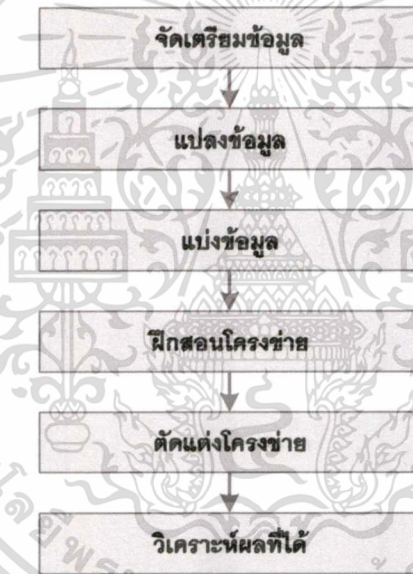 จัดเตรียมข้อมูล
แปลงข้อมูล
แบ่งข้อมูล
ฝึกสอนโครงข่าย
ตัดแต่งโครงข่าย
วิเคราะห์ผลที่ได้